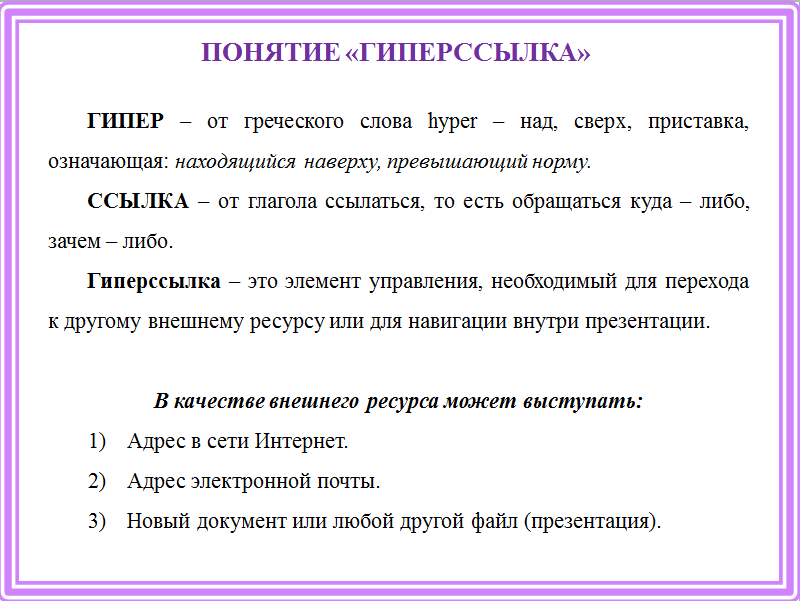 ПОНЯТИЕ «ГИПЕРССЫЛКА»
ГИПЕР – от греческого слова hyper – над, сверх, приставка,
означающая: находящийся наверху, превышающий норму.
ССЫЛКА – от глагола ссылаться, то есть обращаться куда – либо,
зачем – либо.
Гиперссылка – это элемент управления, необходимый для перехода
к другому внешнему ресурсу или для навигации внутри презентации.
В качестве внешнего ресурса может выступать:
1) Адрес в сети Интернет.
2) Адрес электронной почты.
3) Новый документ или любой другой файл (презентация).